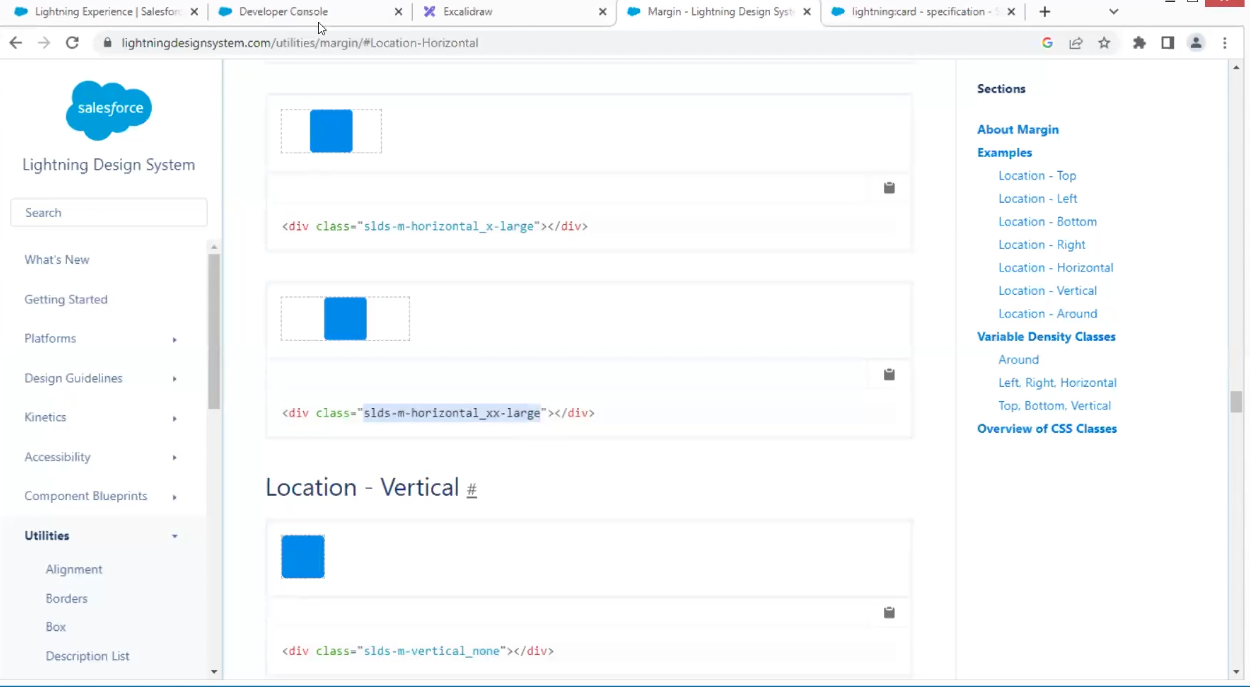 Lightning Experience | Salesforc
Developer Console
Excalidraw
Margin - Lightning Design Syst
lightning:card - specification - S
lightningdesignsystem.com/utilities/margin/#Location-Horizontal
salesforce
Lightning Design System
Search
What's New
Getting Started
Platforms
Design Guidelines
Kinetics
Accessibility
Component Blueprints
Utilities
Alignment
Borders
Box
Description List
<div class="slds-m-horizontal_x-large"></div>
<div class="slds-m-horizontal_xx-large"></div>
Location - Vertical #
<div class="slds-m-vertical_none"></div>
Sections
About Margin
Examples
Location - Top
Location - Left
Location - Bottom
Location - Right
Location - Horizontal
Location - Vertical
Location - Around
Variable Density Classes
Around
Left, Right, Horizontal
Top, Bottom, Vertical
Overview of CSS Classes